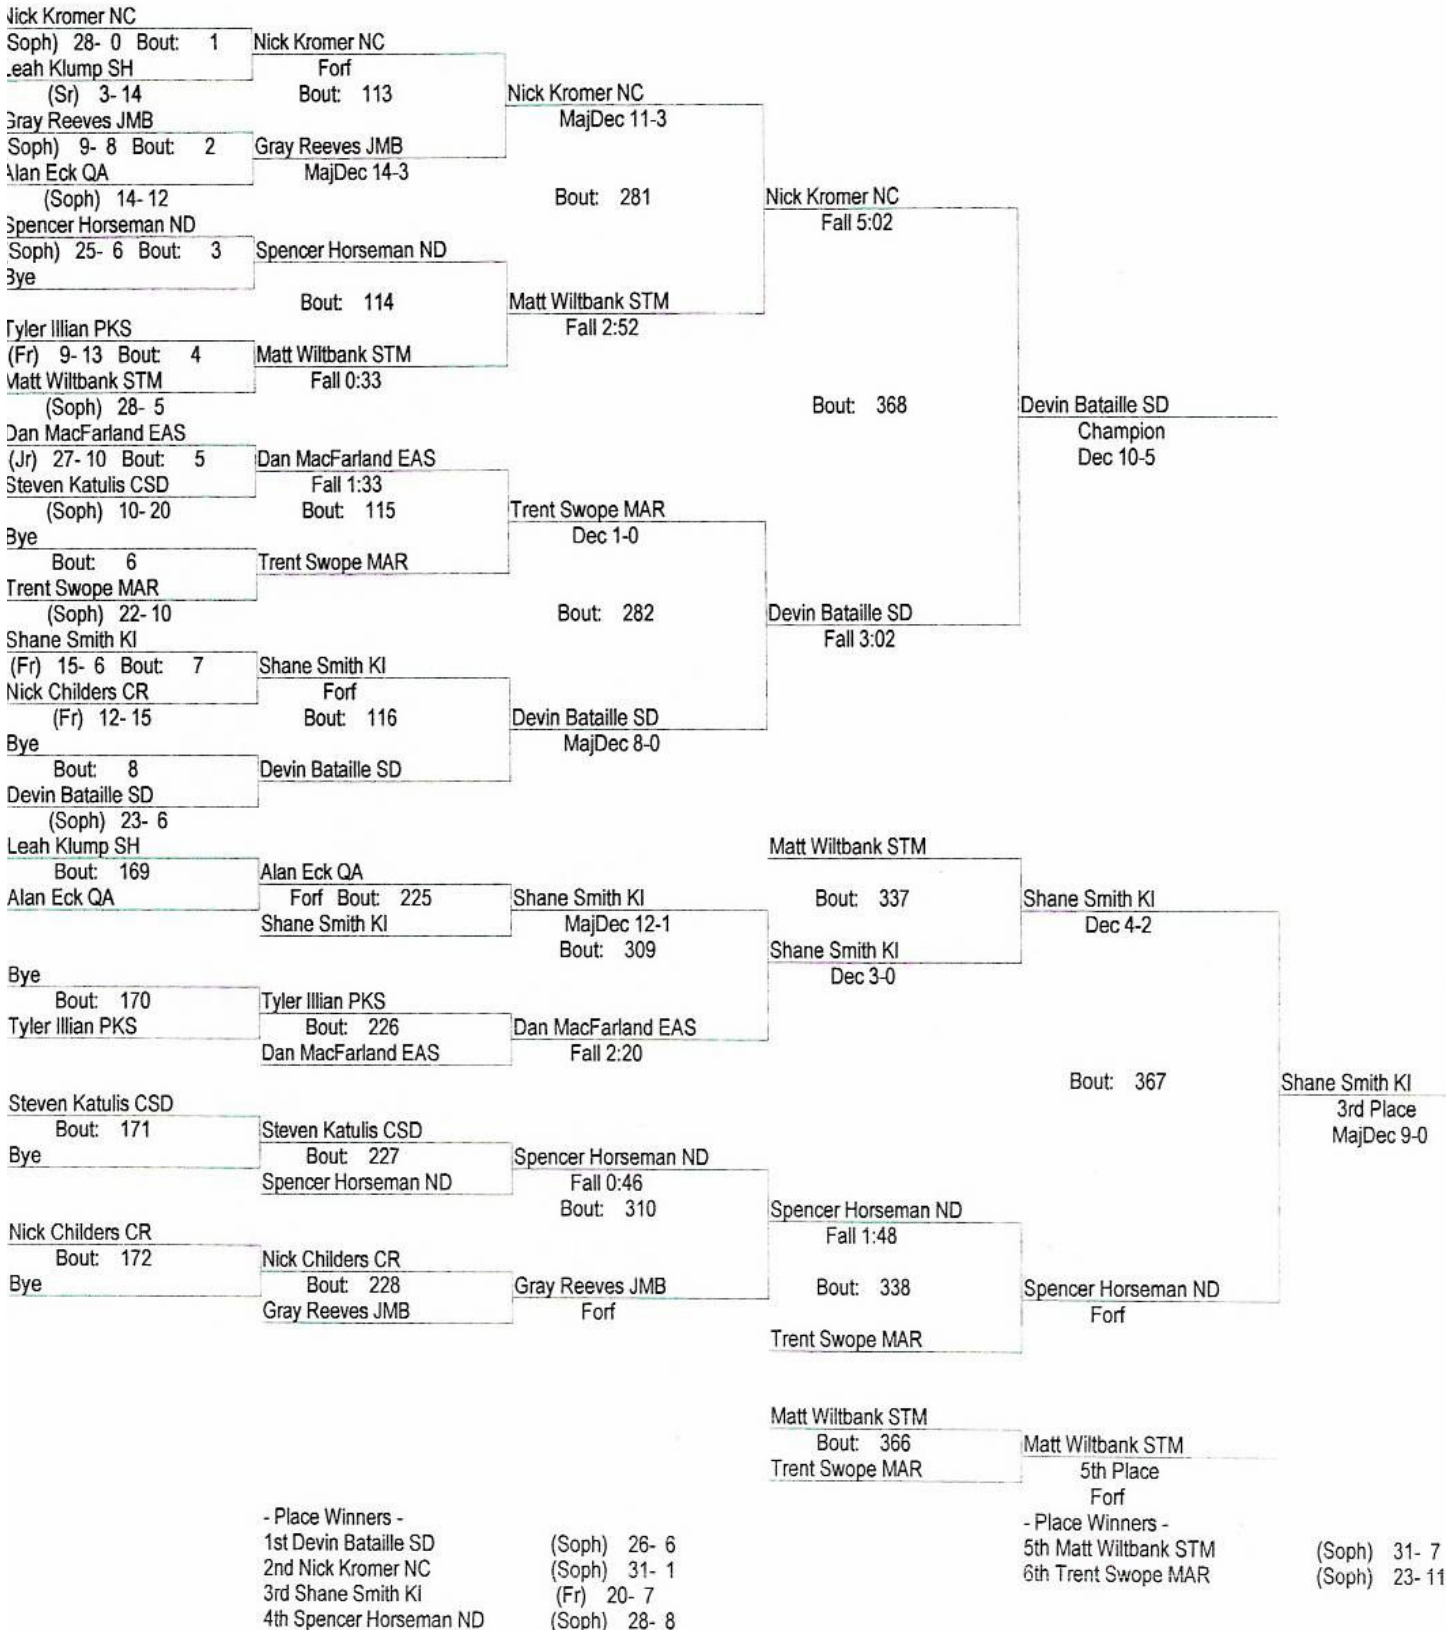 Nick Kromer NC
(Soph) 28- 0 Bout: 1
Leah Klump SH
(Sr) 3- 14
Gray Reeves JMB
(Soph) 9- 8 Bout: 2
Alan Eck QA
(Soph) 14- 12
Spencer Horseman ND
(Soph) 25- 6 Bout: 3
Bye
Tyler Illian PKS
(Fr) 9- 13 Bout: 4
Matt Wiltbank STM
(Soph) 28- 5
Dan MacFarland EAS
(Jr) 27- 10 Bout: 5
Steven Katulis CSD
(Soph) 10- 20
Bye
Bout: 6
Trent Swope MAR
(Soph) 22- 10
Shane Smith KI
(Fr) 15- 6 Bout: 7
Nick Childers CR
(Fr) 12- 15
Bye
Bout: 8
Devin Bataille SD
(Soph) 23- 6
Nick Kromer NC
Forf
Bout: 113
Gray Reeves JMB
MajDec 14-3
Spencer Horseman ND
Bout: 114
Matt Wiltbank STM
Fall 0:33
Dan MacFarland EAS
Fall 1:33
Bout: 115
Trent Swope MAR
Shane Smith KI
Forf
Bout: 116
Devin Bataille SD
Nick Kromer NC
MajDec 11-3
Bout: 281
Matt Wiltbank STM
Fall 2:52
Trent Swope MAR
Dec 1-0
Bout: 282
Devin Bataille SD
MajDec 8-0
Nick Kromer NC
Fall 5:02
Bout: 368
Devin Bataille SD
Fall 3:02
Devin Bataille SD
Champion
Dec 10-5
Leah Klump SH
Bout: 169
Alan Eck QA
Bye
Bout: 170
Tyler Illian PKS
Steven Katulis CSD
Bout: 171
Bye
Nick Childers CR
Bout: 172
Bye
Alan Eck QA
Forf Bout: 225
Shane Smith KI
Tyler Illian PKS
Bout: 226
Dan MacFarland EAS
Steven Katulis CSD
Bout: 227
Spencer Horseman ND
Nick Childers CR
Bout: 228
Gray Reeves JMB
Shane Smith KI
MajDec 12-1
Bout: 309
Dan MacFarland EAS
Fall 2:20
Spencer Horseman ND
Fall 0:46
Bout: 310
Gray Reeves JMB
Forf
Matt Wiltbank STM
Bout: 337
Shane Smith KI
Dec 3-0
Spencer Horseman ND
Fall 1:48
Bout: 338
Trent Swope MAR
Shane Smith KI
Dec 4-2
Bout: 367
Spencer Horseman ND
Forf
Shane Smith KI
3rd Place
MajDec 9-0
Matt Wiltbank STM
Bout: 366
Trent Swope MAR
Matt Wiltbank STM
5th Place
Forf
- Place Winners -
1st Devin Bataille SD (Soph) 26- 6
2nd Nick Kromer NC (Soph) 31- 1
3rd Shane Smith KI (Fr) 20- 7
4th Spencer Horseman ND (Soph) 28- 8
- Place Winners -
5th Matt Wiltbank STM (Soph) 31- 7
6th Trent Swope MAR (Soph) 23- 11